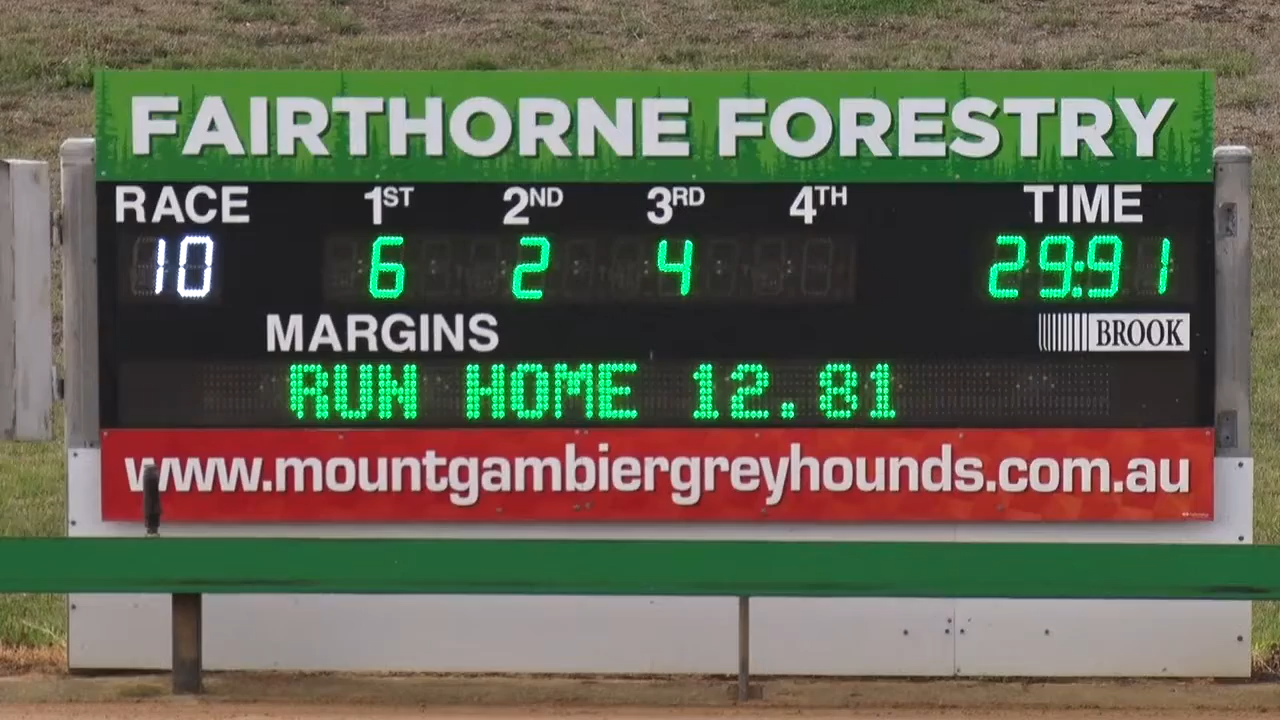 FAIRTHORNE FORESTRY
RACE 1ST 2ND 3RD 4TH TIME
10 6 2 4 29:91
MARGINS
BROOK
RUN HOME 12.81
www.mountgambiergreyhounds.com.au